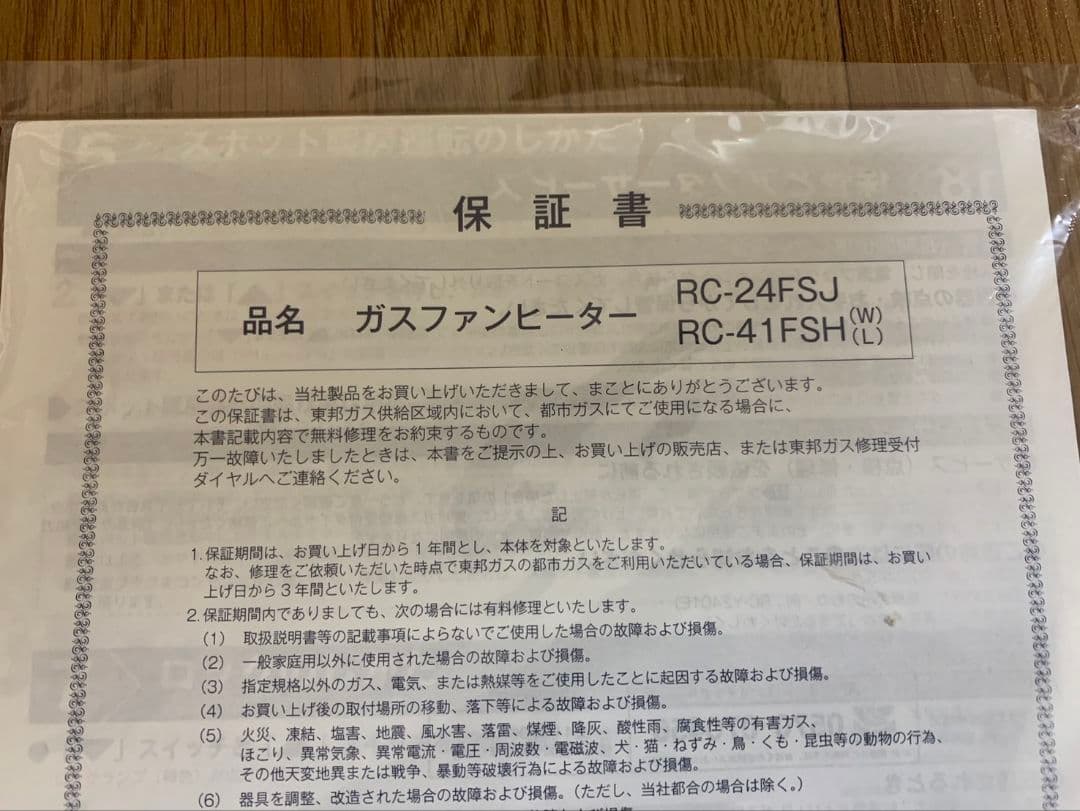 保証書
品名 ガスファンヒーター RC-24FSJ
RC-41FSH(W)(L)
このたびは、当社製品をお買い上げいただきまして、まことにありがとうございます。
この保証書は、東邦ガス供給区域内において、都市ガスにてご使用になる場合に、
本書記載内容で無料修理をお約束するものです。
万一故障いたしましたときは、本書をご提示の上、お買い上げの販売店、または東邦ガス修理受付
ダイヤルへご連絡ください。
記
1.保証期間は、お買い上げ日から1年間とし、本体を対象といたします。
なお、修理をご依頼いただいた時点で東邦ガスの都市ガスをご利用いただいている場合、保証期間は、お買い
上げ日から3年間といたします。
2.保証期間内でありましても、次の場合には有料修理といたします。
(1) 取扱説明書等の記載事項によらないでご使用した場合の故障および損傷。
(2) 一般家庭用以外に使用された場合の故障および損傷。
(3) 指定規格以外のガス、電気、または熱媒等をご使用したことに起因する故障および損傷。
(4) お買い上げ後の取付場所の移動、落下等による故障および損傷。
(5) 火災、凍結、塩害、地震、風水害、落雷、煤煙、降灰、酸性雨、腐食性等の有害ガス、
ほこり、異常気象、異常電流・電圧・周波数・電磁波、犬・猫・ねずみ・鳥・くも・昆虫等の動物の行為、
その他天変地異または戦争、暴動等破壊行為による故障および損傷。
(6) 器具を調整、改造された場合の故障および損傷。(ただし、当社都合の場合は除く。)